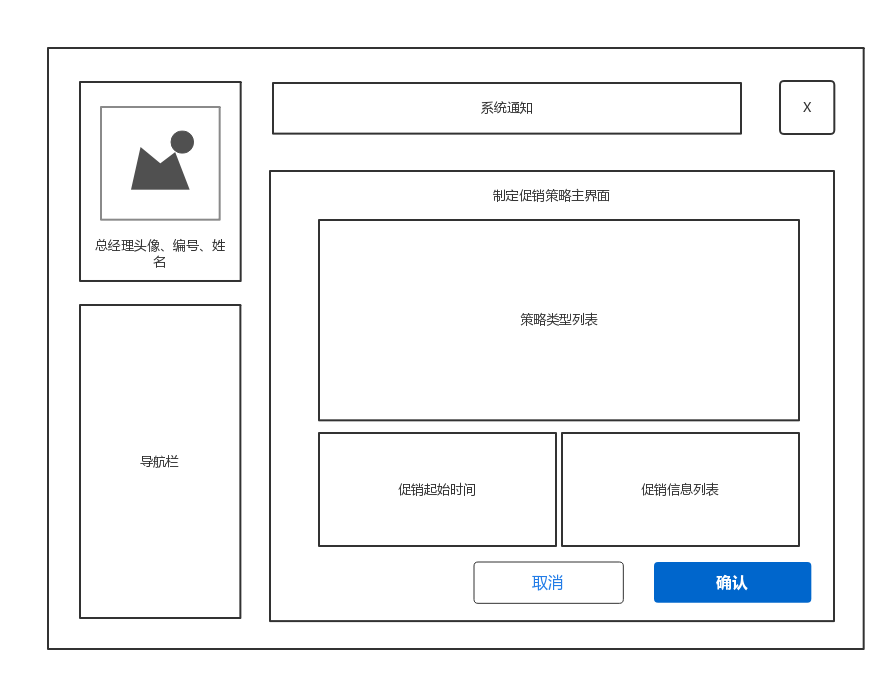 系统通知
X
总经理头像、编号、姓
名
制定促销策略主界面
策略类型列表
导航栏
促销起始时间
促销信息列表
取消
确认